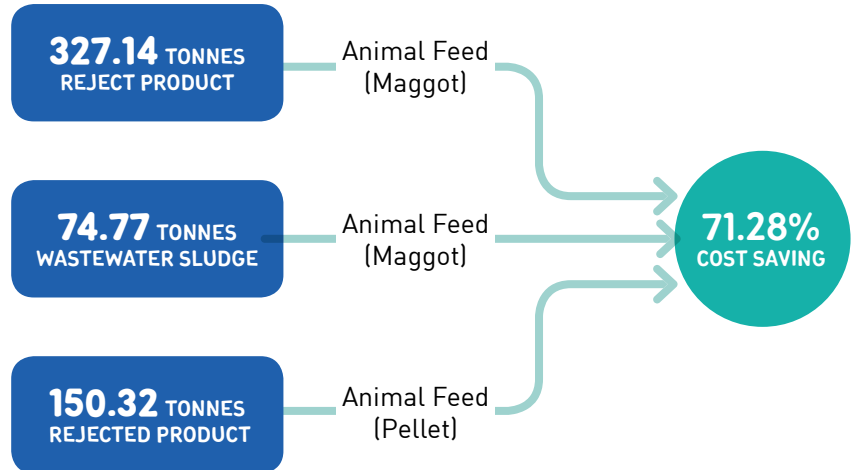 327.14 TONNES
REJECT PRODUCT
Animal Feed
(Maggot)
74.77 TONNES
WASTEWATER SLUDGE
Animal Feed
(Maggot)
71.28%
COST SAVING
150.32 TONNES
REJECTED PRODUCT
Animal Feed
(Pellet)